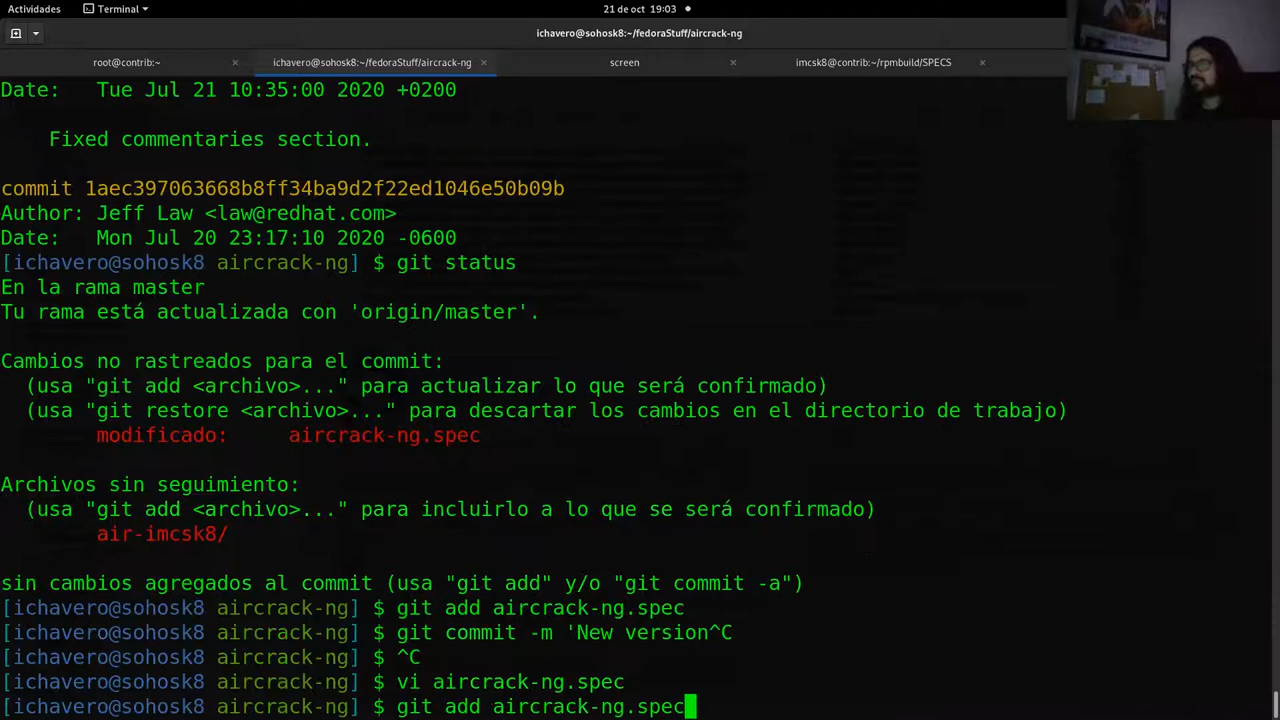 Actividades
Terminal
21 de oct 19:03
ichavero@sohosk8:~/fedoraStuff/aircrack-ng
root@contrib:~
ichavero@sohosk8:~/fedoraStuff/aircrack-ng
screen
imcsk8@contrib:~/rpmbuild/SPECS
Date:   Tue Jul 21 10:35:00 2020 +0200
Fixed commentaries section.
commit 1aec397063668b8ff34ba9d2f22ed1046e50b09b
Author: Jeff Law <law@redhat.com>
Date:   Mon Jul 20 23:17:10 2020 -0600
[ichavero@sohosk8 aircrack-ng] $ git status
En la rama master
Tu rama está actualizada con 'origin/master'.
Cambios no rastreados para el commit:
(usa "git add <archivo>..." para actualizar lo que será confirmado)
(usa "git restore <archivo>..." para descartar los cambios en el directorio de trabajo)
modificado:     aircrack-ng.spec
Archivos sin seguimiento:
(usa "git add <archivo>..." para incluirlo a lo que se será confirmado)
air-imcsk8/
sin cambios agregados al commit (usa "git add" y/o "git commit -a")
[ichavero@sohosk8 aircrack-ng] $ git add aircrack-ng.spec
[ichavero@sohosk8 aircrack-ng] $ git commit -m 'New version^C
[ichavero@sohosk8 aircrack-ng] $ ^C
[ichavero@sohosk8 aircrack-ng] $ vi aircrack-ng.spec
[ichavero@sohosk8 aircrack-ng] $ git add aircrack-ng.spec